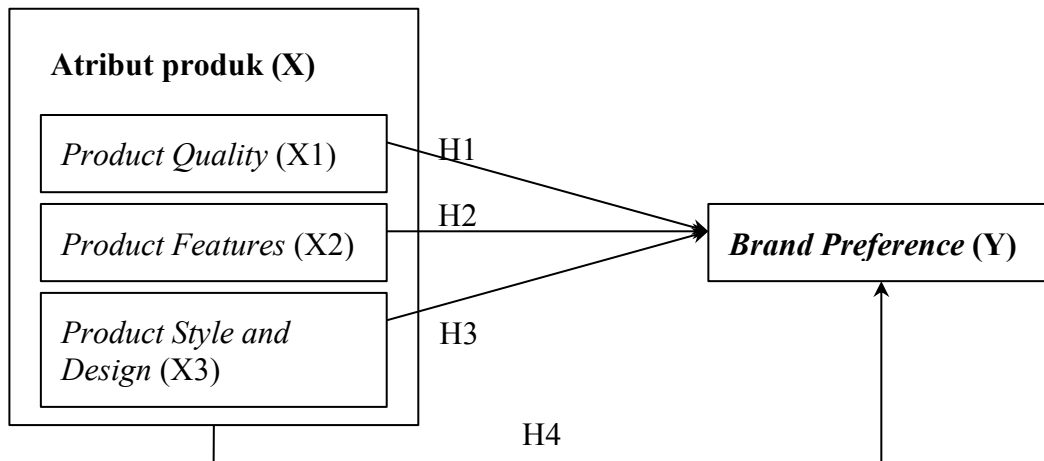 Atribut produk (X)
Product Quality (X1)
H1
H2
Product Features (X2)
Brand Preference (Y)
Product Style and
Design (X3)
H3
H4